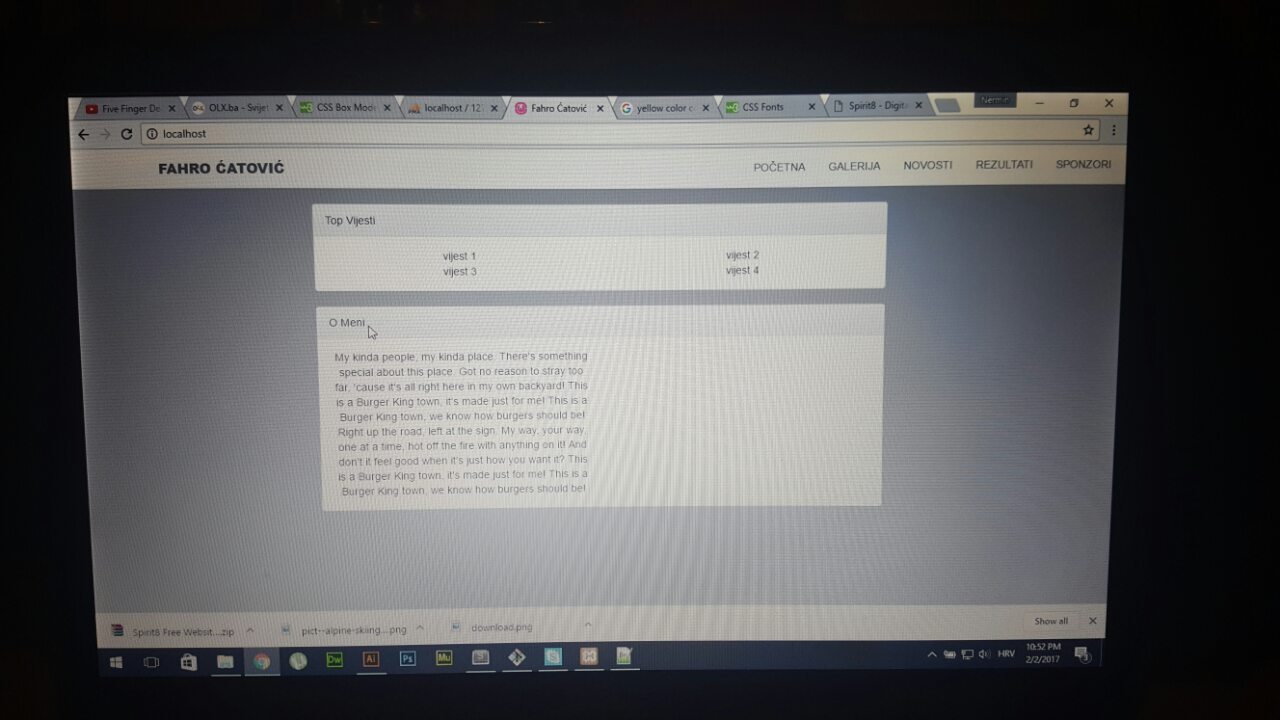 Five Finger De
OLX.ba - Svijet
CSS Box Mode
localhost / 12
Fahro Ćatović
yellow color c
CSS Fonts
Spirit8 - Digita
Nermin
localhost
FAHRO ĆATOVIĆ
POČETNA GALERIJA NOVOSTI REZULTATI SPONZORI
Top Vijesti
vijest 1 vijest 2
vijest 3 vijest 4
O Meni
My kinda people, my kinda place. There's something
special about this place. Got no reason to stray too
far, 'cause it's all right here in my own backyard! This
is a Burger King town, it's made just for me! This is a
Burger King town, we know how burgers should be!
Right up the road, left at the sign. My way, your way,
one at a time, hot off the fire with anything on it! And
don't it feel good when it's just how you want it? This
is a Burger King town, it's made just for me! This is a
Burger King town, we know how burgers should be!
Spirit8 Free Websit....zip
pict--alpine-skiing....png
download.png
Show all
Dw Ai Ps Mu
HRV
10:52 PM
2/2/2017